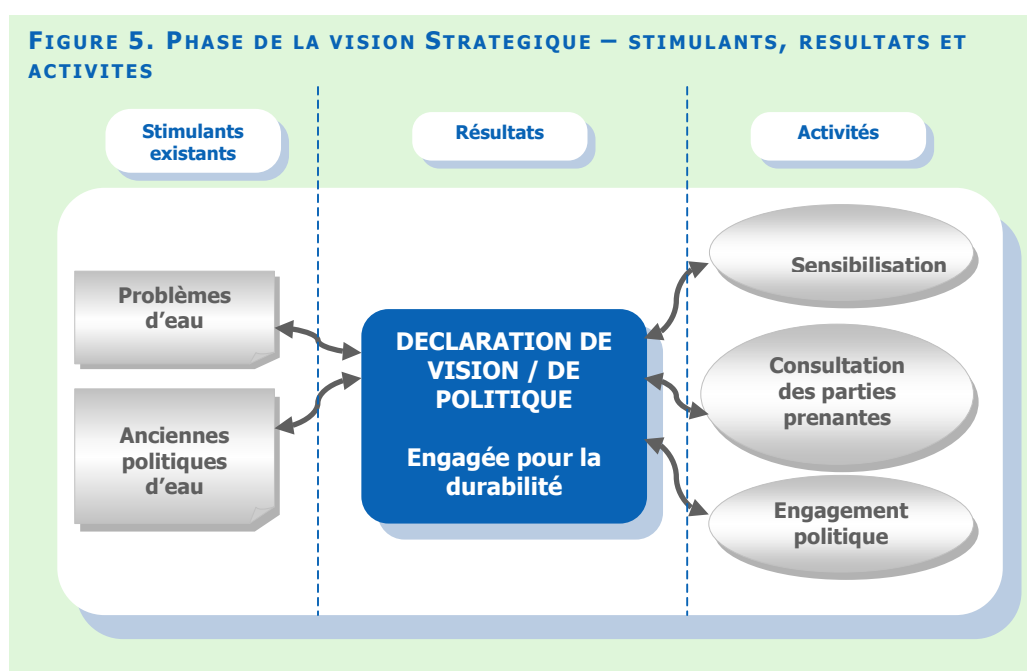 FIGURE 5. PHASE DE LA VISION STRATEGIQUE – STIMULANTS, RESULTATS ET
ACTIVITES
Stimulants
existants
Résultats
Activités
Problèmes
d'eau
Anciennes
politiques
d'eau
DECLARATION DE
VISION / DE
POLITIQUE
Engagée pour la
durabilité
Sensibilisation
Consultation
des parties
prenantes
Engagement
politique